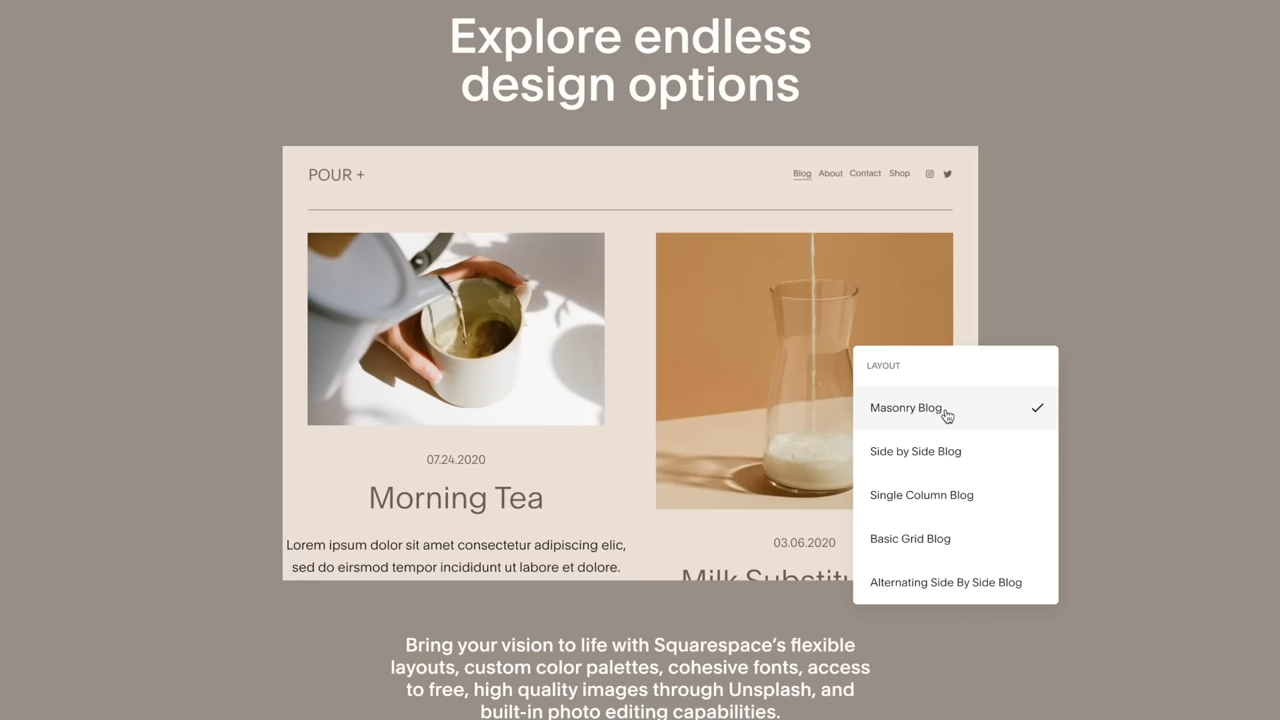 Explore endless
design options
POUR +
Blog About Contact Shop
07.24.2020
Morning Tea
Lorem ipsum dolor sit amet consectetur adipiscing elic,
sed do eirsmod tempor incididunt ut labore et dolore.
03.06.2020
Milk
LAYOUT
Masonry Blog
Side by Side Blog
Single Column Blog
Basic Grid Blog
Alternating Side By Side Blog
Bring your vision to life with Squarespace's flexible
layouts, custom color palettes, cohesive fonts, access
to free, high quality images through Unsplash, and
built-in photo editing capabilities.